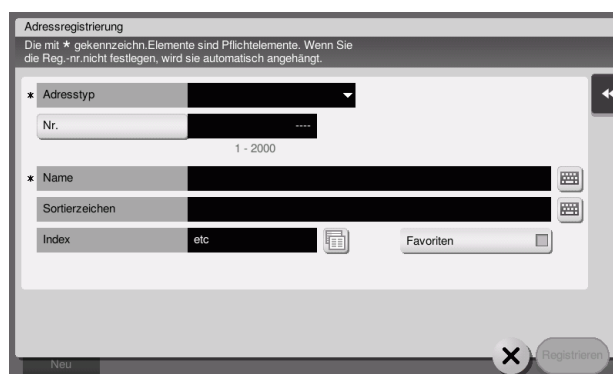 Adressregistrierung
Die mit * gekennzeichn.Elemente sind Pflichtelemente. Wenn Sie
die Reg.-nr.nicht festlegen, wird sie automatisch angehängt.
* Adresstyp
Nr. ----
1 - 2000
* Name
Sortierzeichen
Index etc Favoriten
Registrieren
Neu